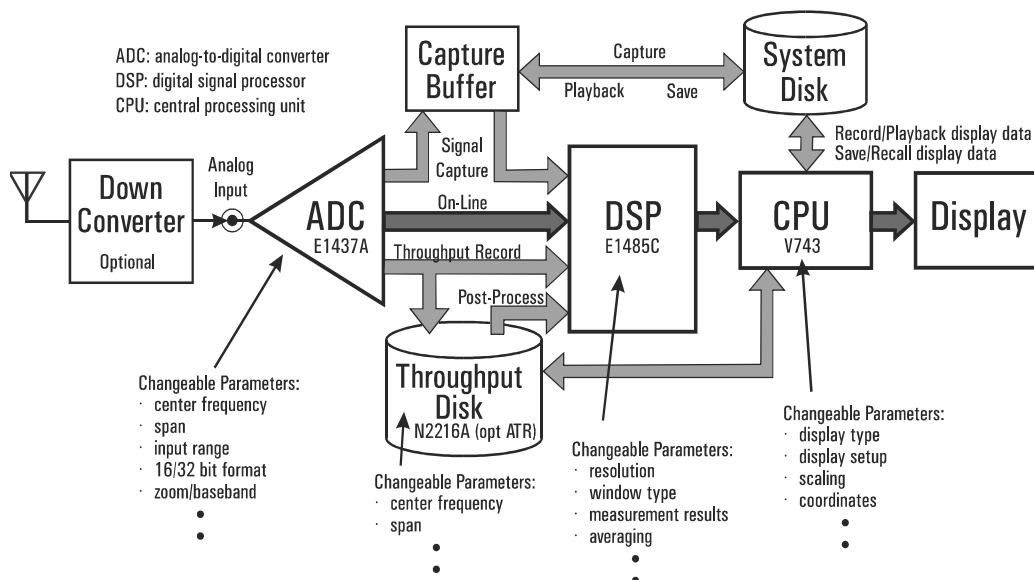 ADC: analog-to-digital converter
DSP: digital signal processor
CPU: central processing unit
Capture
Buffer
Capture
Playback Save
System
Disk
Record/Playback display data
Save/Recall display data
Down
Converter
Optional
Analog
Input
ADC
E1437A
Signal
Capture
On-Line
Throughput Record
Post-Process
DSP
E1485C
CPU
V743
Display
Throughput
Disk
N2216A (opt ATR)
Changeable Parameters:
· center frequency
· span
· input range
· 16/32 bit format
· zoom/baseband
Changeable Parameters:
· center frequency
· span
Changeable Parameters:
· resolution
· window type
· measurement results
· averaging
Changeable Parameters:
· display type
· display setup
· scaling
· coordinates